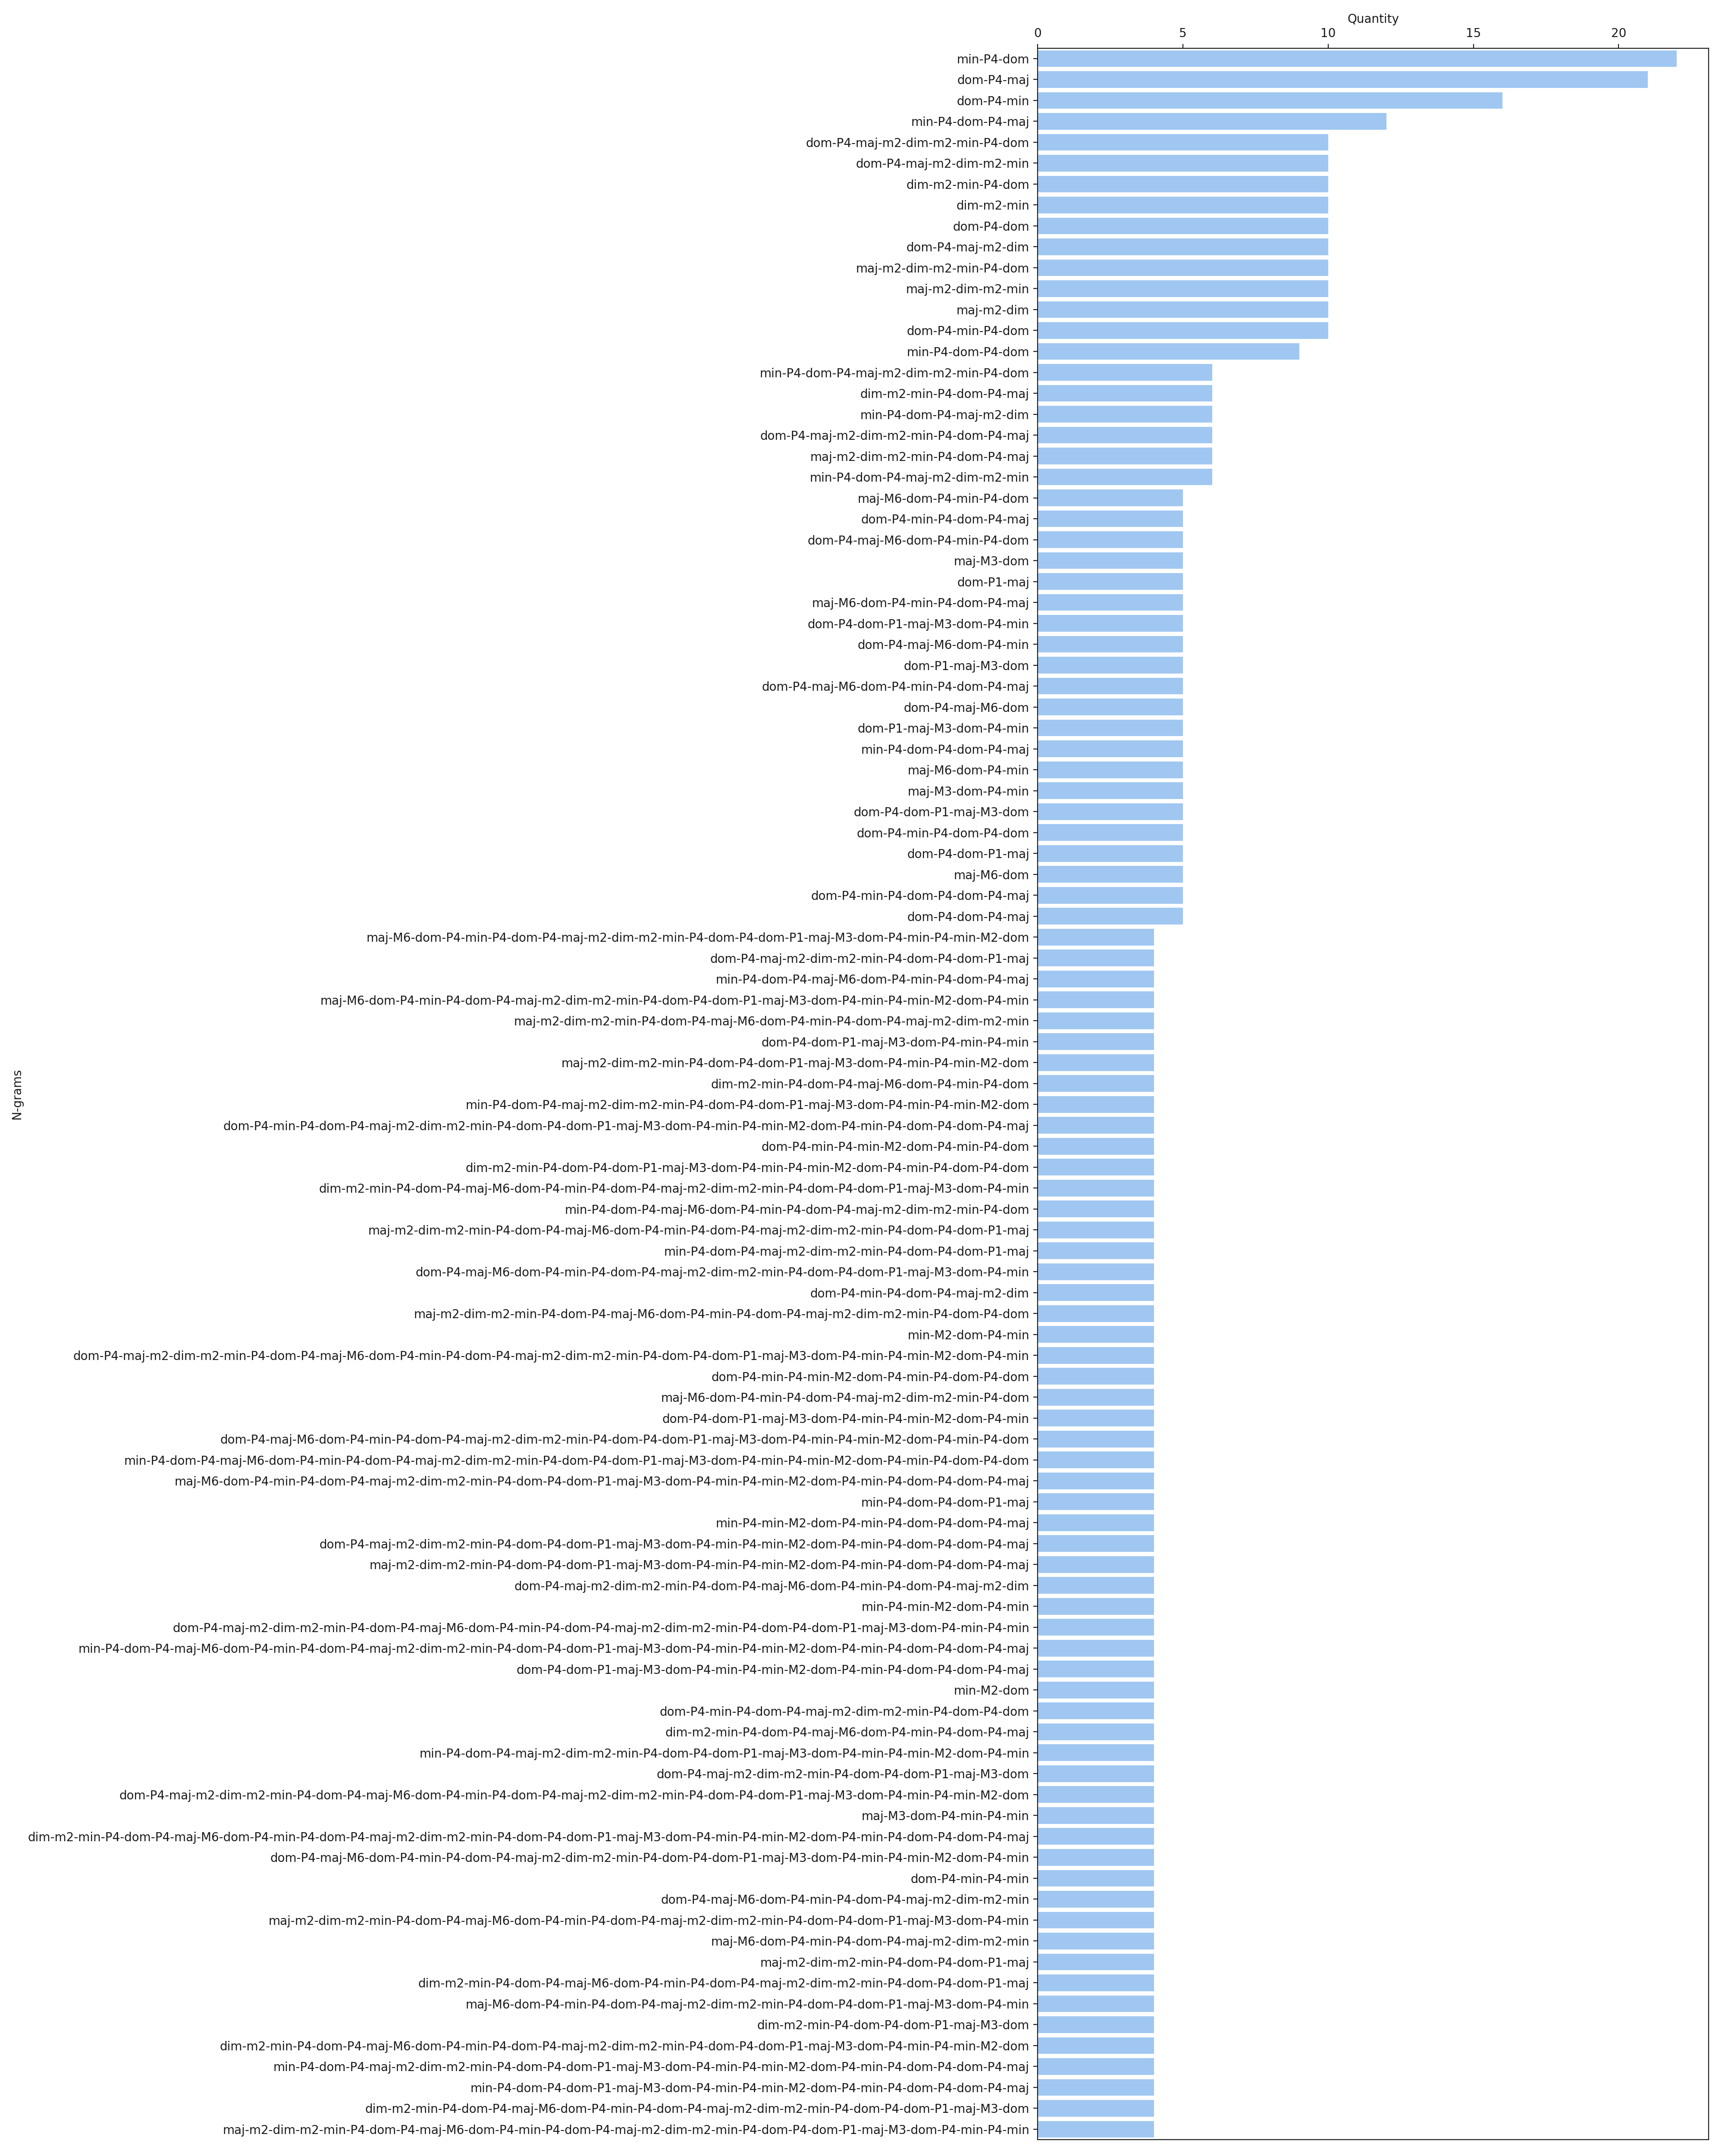 Quantity
0 5 10 15 20
min-P4-dom
dom-P4-maj
dom-P4-min
min-P4-dom-P4-maj
dom-P4-maj-m2-dim-m2-min-P4-dom
dom-P4-maj-m2-dim-m2-min
dim-m2-min-P4-dom
dim-m2-min
dom-P4-dom
dom-P4-maj-m2-dim
maj-m2-dim-m2-min-P4-dom
maj-m2-dim-m2-min
maj-m2-dim
dom-P4-min-P4-dom
min-P4-dom-P4-dom
min-P4-dom-P4-maj-m2-dim-m2-min-P4-dom
dim-m2-min-P4-dom-P4-maj
min-P4-dom-P4-maj-m2-dim
dom-P4-maj-m2-dim-m2-min-P4-dom-P4-maj
maj-m2-dim-m2-min-P4-dom-P4-maj
min-P4-dom-P4-maj-m2-dim-m2-min
maj-M6-dom-P4-min-P4-dom
dom-P4-min-P4-dom-P4-maj
dom-P4-maj-M6-dom-P4-min-P4-dom
maj-M3-dom
dom-P1-maj
maj-M6-dom-P4-min-P4-dom-P4-maj
dom-P4-dom-P1-maj-M3-dom-P4-min
dom-P4-maj-M6-dom-P4-min
dom-P1-maj-M3-dom
dom-P4-maj-M6-dom-P4-min-P4-dom-P4-maj
dom-P4-maj-M6-dom
dom-P1-maj-M3-dom-P4-min
min-P4-dom-P4-dom-P4-maj
maj-M6-dom-P4-min
maj-M3-dom-P4-min
dom-P4-dom-P1-maj-M3-dom
dom-P4-min-P4-dom-P4-dom
dom-P4-dom-P1-maj
maj-M6-dom
dom-P4-min-P4-dom-P4-dom-P4-maj
dom-P4-dom-P4-maj
maj-M6-dom-P4-min-P4-dom-P4-maj-m2-dim-m2-min-P4-dom-P4-dom-P1-maj-M3-dom-P4-min-P4-min-M2-dom
dom-P4-maj-m2-dim-m2-min-P4-dom-P4-dom-P1-maj
min-P4-dom-P4-maj-M6-dom-P4-min-P4-dom-P4-maj
maj-M6-dom-P4-min-P4-dom-P4-maj-m2-dim-m2-min-P4-dom-P4-dom-P1-maj-M3-dom-P4-min-P4-min-M2-dom-P4-min
maj-m2-dim-m2-min-P4-dom-P4-maj-M6-dom-P4-min-P4-dom-P4-maj-m2-dim-m2-min
dom-P4-dom-P1-maj-M3-dom-P4-min-P4-min
maj-m2-dim-m2-min-P4-dom-P4-dom-P1-maj-M3-dom-P4-min-P4-min-M2-dom
dim-m2-min-P4-dom-P4-maj-M6-dom-P4-min-P4-dom
min-P4-dom-P4-maj-m2-dim-m2-min-P4-dom-P4-dom-P1-maj-M3-dom-P4-min-P4-min-M2-dom
dom-P4-min-P4-dom-P4-maj-m2-dim-m2-min-P4-dom-P4-dom-P1-maj-M3-dom-P4-min-P4-min-M2-dom-P4-min-P4-dom-P4-dom-P4-maj
dom-P4-min-P4-min-M2-dom-P4-min-P4-dom
dim-m2-min-P4-dom-P4-dom-P1-maj-M3-dom-P4-min-P4-min-M2-dom-P4-min-P4-dom-P4-dom
dim-m2-min-P4-dom-P4-maj-M6-dom-P4-min-P4-dom-P4-maj-m2-dim-m2-min-P4-dom-P4-dom-P1-maj-M3-dom-P4-min
min-P4-dom-P4-maj-M6-dom-P4-min-P4-dom-P4-maj-m2-dim-m2-min-P4-dom
maj-m2-dim-m2-min-P4-dom-P4-maj-M6-dom-P4-min-P4-dom-P4-maj-m2-dim-m2-min-P4-dom-P4-dom-P1-maj
min-P4-dom-P4-maj-m2-dim-m2-min-P4-dom-P4-dom-P1-maj
dom-P4-maj-M6-dom-P4-min-P4-dom-P4-maj-m2-dim-m2-min-P4-dom-P4-dom-P1-maj-M3-dom-P4-min
dom-P4-min-P4-dom-P4-maj-m2-dim
maj-m2-dim-m2-min-P4-dom-P4-maj-M6-dom-P4-min-P4-dom-P4-maj-m2-dim-m2-min-P4-dom-P4-dom
min-M2-dom-P4-min
dom-P4-maj-m2-dim-m2-min-P4-dom-P4-maj-M6-dom-P4-min-P4-dom-P4-maj-m2-dim-m2-min-P4-dom-P4-dom-P1-maj-M3-dom-P4-min-P4-min-M2-dom-P4-min
dom-P4-min-P4-min-M2-dom-P4-min-P4-dom-P4-dom
maj-M6-dom-P4-min-P4-dom-P4-maj-m2-dim-m2-min-P4-dom
dom-P4-dom-P1-maj-M3-dom-P4-min-P4-min-M2-dom-P4-min
dom-P4-maj-M6-dom-P4-min-P4-dom-P4-maj-m2-dim-m2-min-P4-dom-P4-dom-P1-maj-M3-dom-P4-min-P4-min-M2-dom-P4-min-P4-dom
min-P4-dom-P4-maj-M6-dom-P4-min-P4-dom-P4-maj-m2-dim-m2-min-P4-dom-P4-dom-P1-maj-M3-dom-P4-min-P4-min-M2-dom-P4-min-P4-dom-P4-dom
maj-M6-dom-P4-min-P4-dom-P4-maj-m2-dim-m2-min-P4-dom-P4-dom-P1-maj-M3-dom-P4-min-P4-min-M2-dom-P4-min-P4-dom-P4-dom-P4-maj
min-P4-dom-P4-dom-P1-maj
min-P4-min-M2-dom-P4-min-P4-dom-P4-dom-P4-maj
dom-P4-maj-m2-dim-m2-min-P4-dom-P4-dom-P1-maj-M3-dom-P4-min-P4-min-M2-dom-P4-min-P4-dom-P4-dom-P4-maj
maj-m2-dim-m2-min-P4-dom-P4-dom-P1-maj-M3-dom-P4-min-P4-min-M2-dom-P4-min-P4-dom-P4-dom-P4-maj
dom-P4-maj-m2-dim-m2-min-P4-dom-P4-maj-M6-dom-P4-min-P4-dom-P4-maj-m2-dim
min-P4-min-M2-dom-P4-min
dom-P4-maj-m2-dim-m2-min-P4-dom-P4-maj-M6-dom-P4-min-P4-dom-P4-maj-m2-dim-m2-min-P4-dom-P4-dom-P1-maj-M3-dom-P4-min-P4-min
min-P4-dom-P4-maj-M6-dom-P4-min-P4-dom-P4-maj-m2-dim-m2-min-P4-dom-P4-dom-P1-maj-M3-dom-P4-min-P4-min-M2-dom-P4-min-P4-dom-P4-dom-P4-maj
dom-P4-dom-P1-maj-M3-dom-P4-min-P4-min-M2-dom-P4-min-P4-dom-P4-dom-P4-maj
min-M2-dom
dom-P4-min-P4-dom-P4-maj-m2-dim-m2-min-P4-dom-P4-dom
dim-m2-min-P4-dom-P4-maj-M6-dom-P4-min-P4-dom-P4-maj
min-P4-dom-P4-maj-m2-dim-m2-min-P4-dom-P4-dom-P1-maj-M3-dom-P4-min-P4-min-M2-dom-P4-min
dom-P4-maj-m2-dim-m2-min-P4-dom-P4-dom-P1-maj-M3-dom
dom-P4-maj-m2-dim-m2-min-P4-dom-P4-maj-M6-dom-P4-min-P4-dom-P4-maj-m2-dim-m2-min-P4-dom-P4-dom-P1-maj-M3-dom-P4-min-P4-min-M2-dom
maj-M3-dom-P4-min-P4-min
dim-m2-min-P4-dom-P4-maj-M6-dom-P4-min-P4-dom-P4-maj-m2-dim-m2-min-P4-dom-P4-dom-P1-maj-M3-dom-P4-min-P4-min-M2-dom-P4-min-P4-dom-P4-dom-P4-maj
dom-P4-maj-M6-dom-P4-min-P4-dom-P4-maj-m2-dim-m2-min-P4-dom-P4-dom-P1-maj-M3-dom-P4-min-P4-min-M2-dom-P4-min
dom-P4-min-P4-min
dom-P4-maj-M6-dom-P4-min-P4-dom-P4-maj-m2-dim-m2-min
maj-m2-dim-m2-min-P4-dom-P4-maj-M6-dom-P4-min-P4-dom-P4-maj-m2-dim-m2-min-P4-dom-P4-dom-P1-maj-M3-dom-P4-min
maj-M6-dom-P4-min-P4-dom-P4-maj-m2-dim-m2-min
maj-m2-dim-m2-min-P4-dom-P4-dom-P1-maj
dim-m2-min-P4-dom-P4-maj-M6-dom-P4-min-P4-dom-P4-maj-m2-dim-m2-min-P4-dom-P4-dom-P1-maj
maj-M6-dom-P4-min-P4-dom-P4-maj-m2-dim-m2-min-P4-dom-P4-dom-P1-maj-M3-dom-P4-min
dim-m2-min-P4-dom-P4-dom-P1-maj-M3-dom
dim-m2-min-P4-dom-P4-maj-M6-dom-P4-min-P4-dom-P4-maj-m2-dim-m2-min-P4-dom-P4-dom-P1-maj-M3-dom-P4-min-P4-min-M2-dom
min-P4-dom-P4-maj-m2-dim-m2-min-P4-dom-P4-dom-P1-maj-M3-dom-P4-min-P4-min-M2-dom-P4-min-P4-dom-P4-dom-P4-maj
min-P4-dom-P4-dom-P1-maj-M3-dom-P4-min-P4-min-M2-dom-P4-min-P4-dom-P4-dom-P4-maj
dim-m2-min-P4-dom-P4-maj-M6-dom-P4-min-P4-dom-P4-maj-m2-dim-m2-min-P4-dom-P4-dom-P1-maj-M3-dom
maj-m2-dim-m2-min-P4-dom-P4-maj-M6-dom-P4-min-P4-dom-P4-maj-m2-dim-m2-min-P4-dom-P4-dom-P1-maj-M3-dom-P4-min-P4-min
N-grams